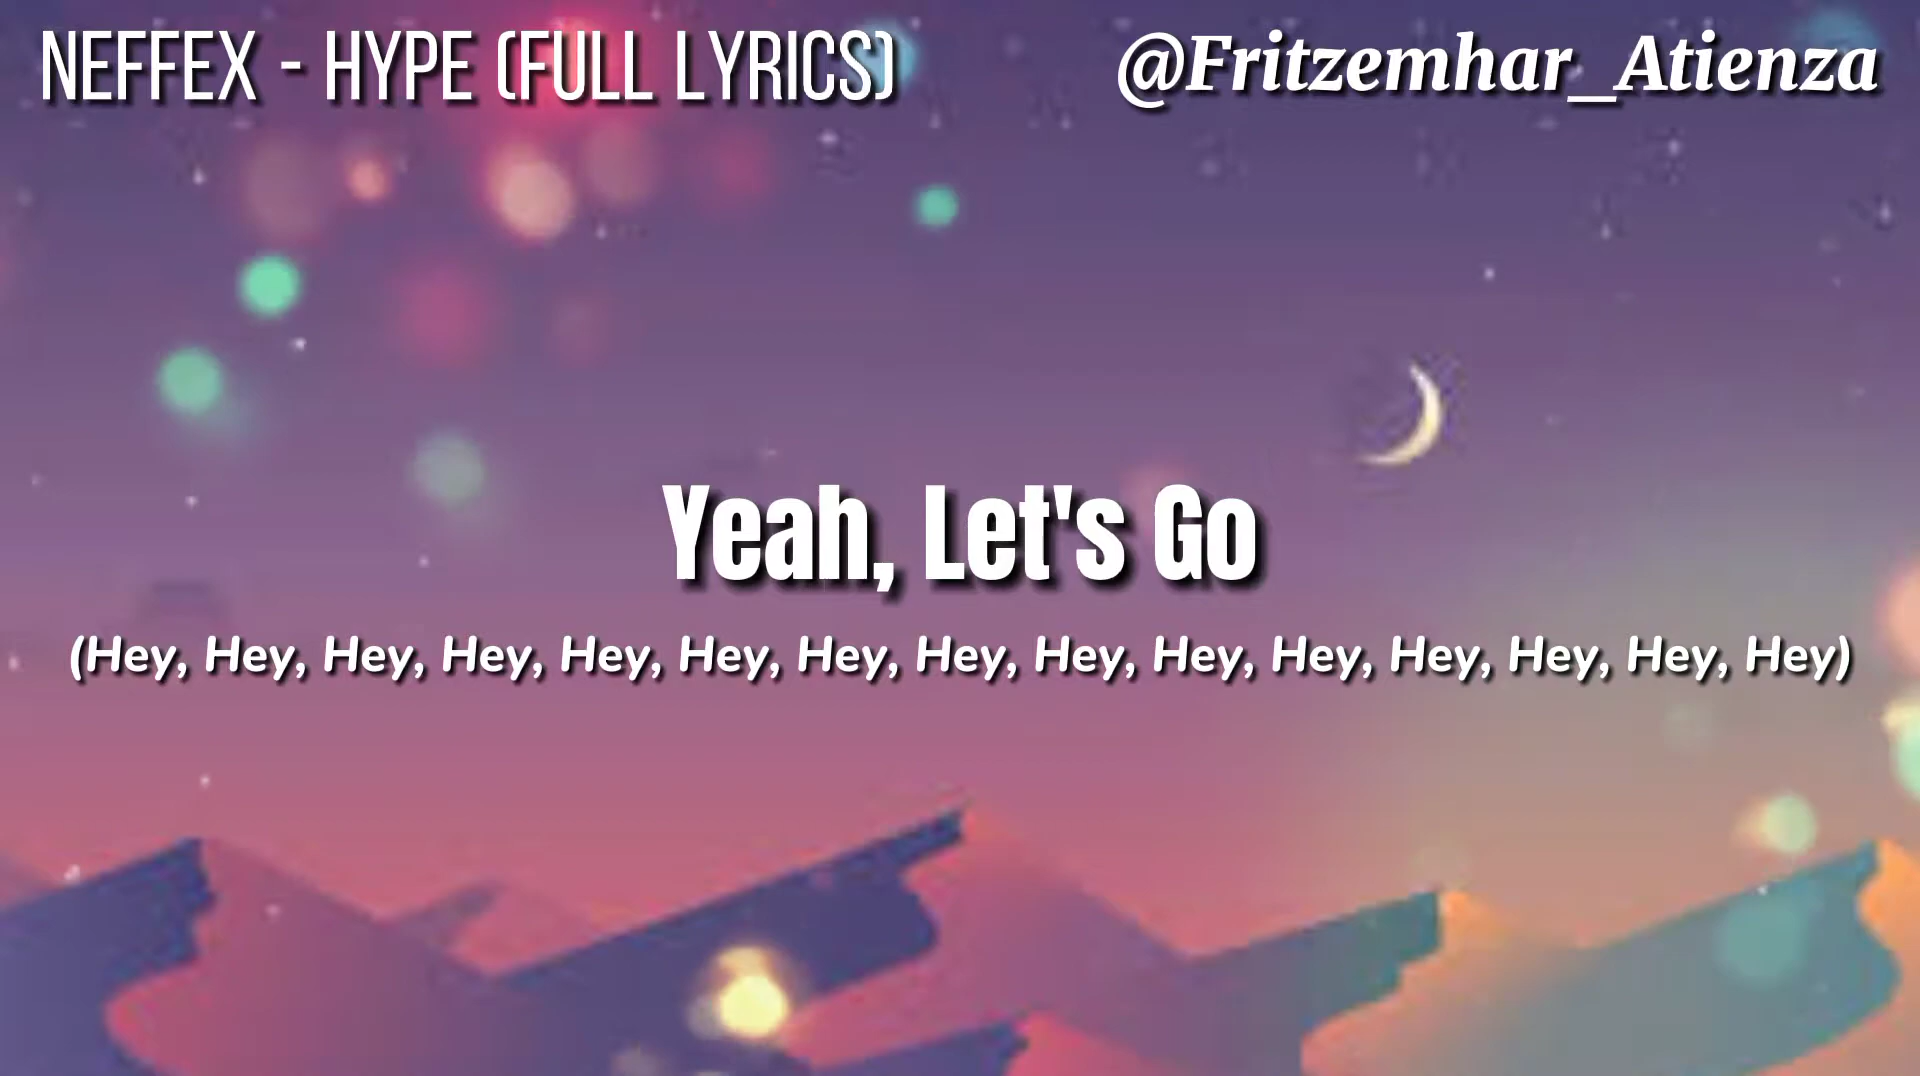 NEFFEX - HYPE (FULL LYRICS)
@Fritzemhar_Atienza
Yeah, Let's Go
(Hey, Hey, Hey, Hey, Hey, Hey, Hey, Hey, Hey, Hey, Hey, Hey, Hey, Hey, Hey)